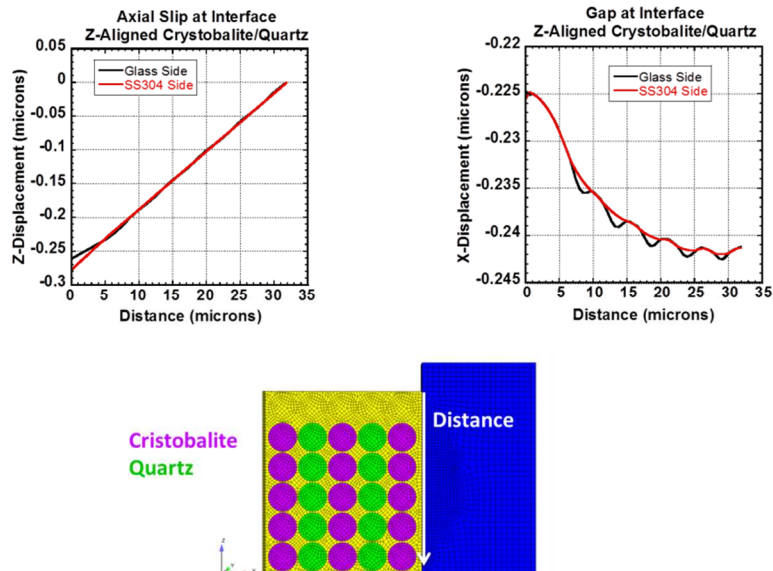 Axial Slip at Interface
Z-Aligned Crystobalite/Quartz
0.05
0
-0.05
-0.1
-0.15
-0.2
-0.25
-0.3
Z-Displacement (microns)
Glass Side
SS304 Side
0 5 10 15 20 25 30 35
Distance (microns)
Gap at Interface
Z-Aligned Crystobalite/Quartz
-0.22
-0.225
-0.23
-0.235
-0.24
-0.245
X-Displacement (microns)
Glass Side
SS304 Side
0 5 10 15 20 25 30 35
Distance (microns)
Distance
Cristobalite
Quartz
Z